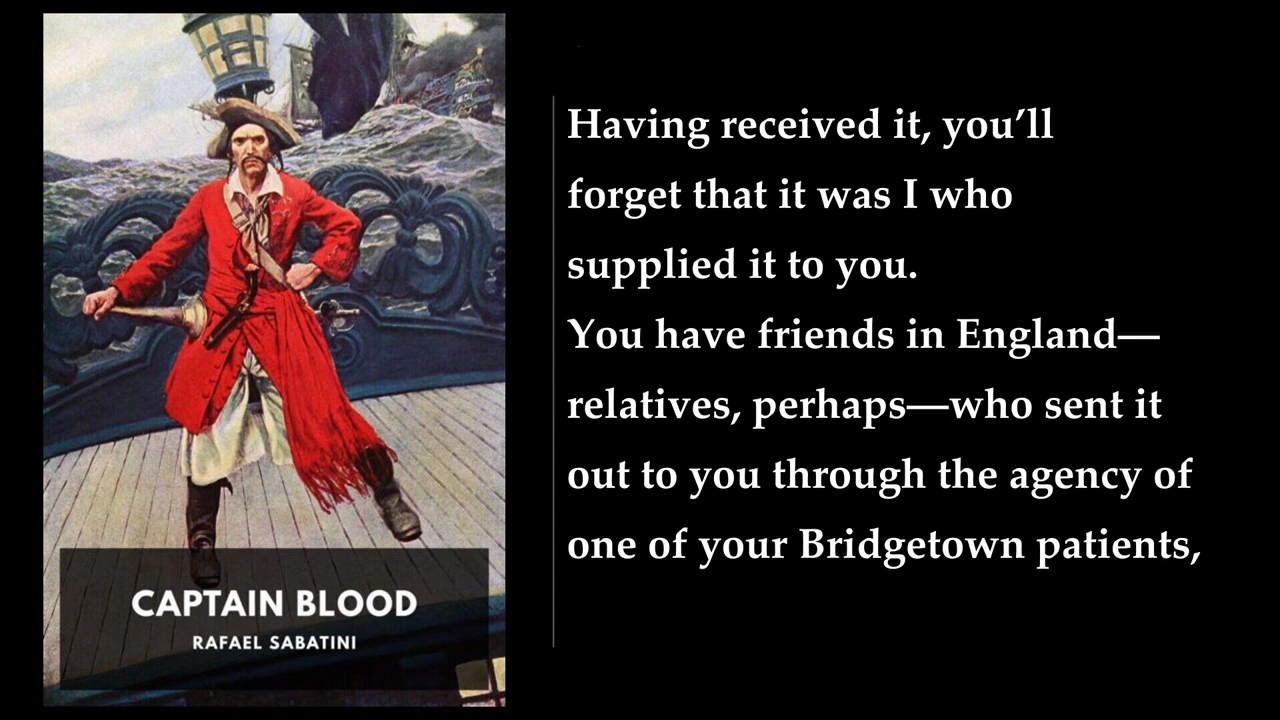 CAPTAIN BLOOD
RAFAEL SABATINI
Having received it, you’ll
forget that it was I who
supplied it to you.
You have friends in England—
relatives, perhaps—who sent it
out to you through the agency of
one of your Bridgetown patients,